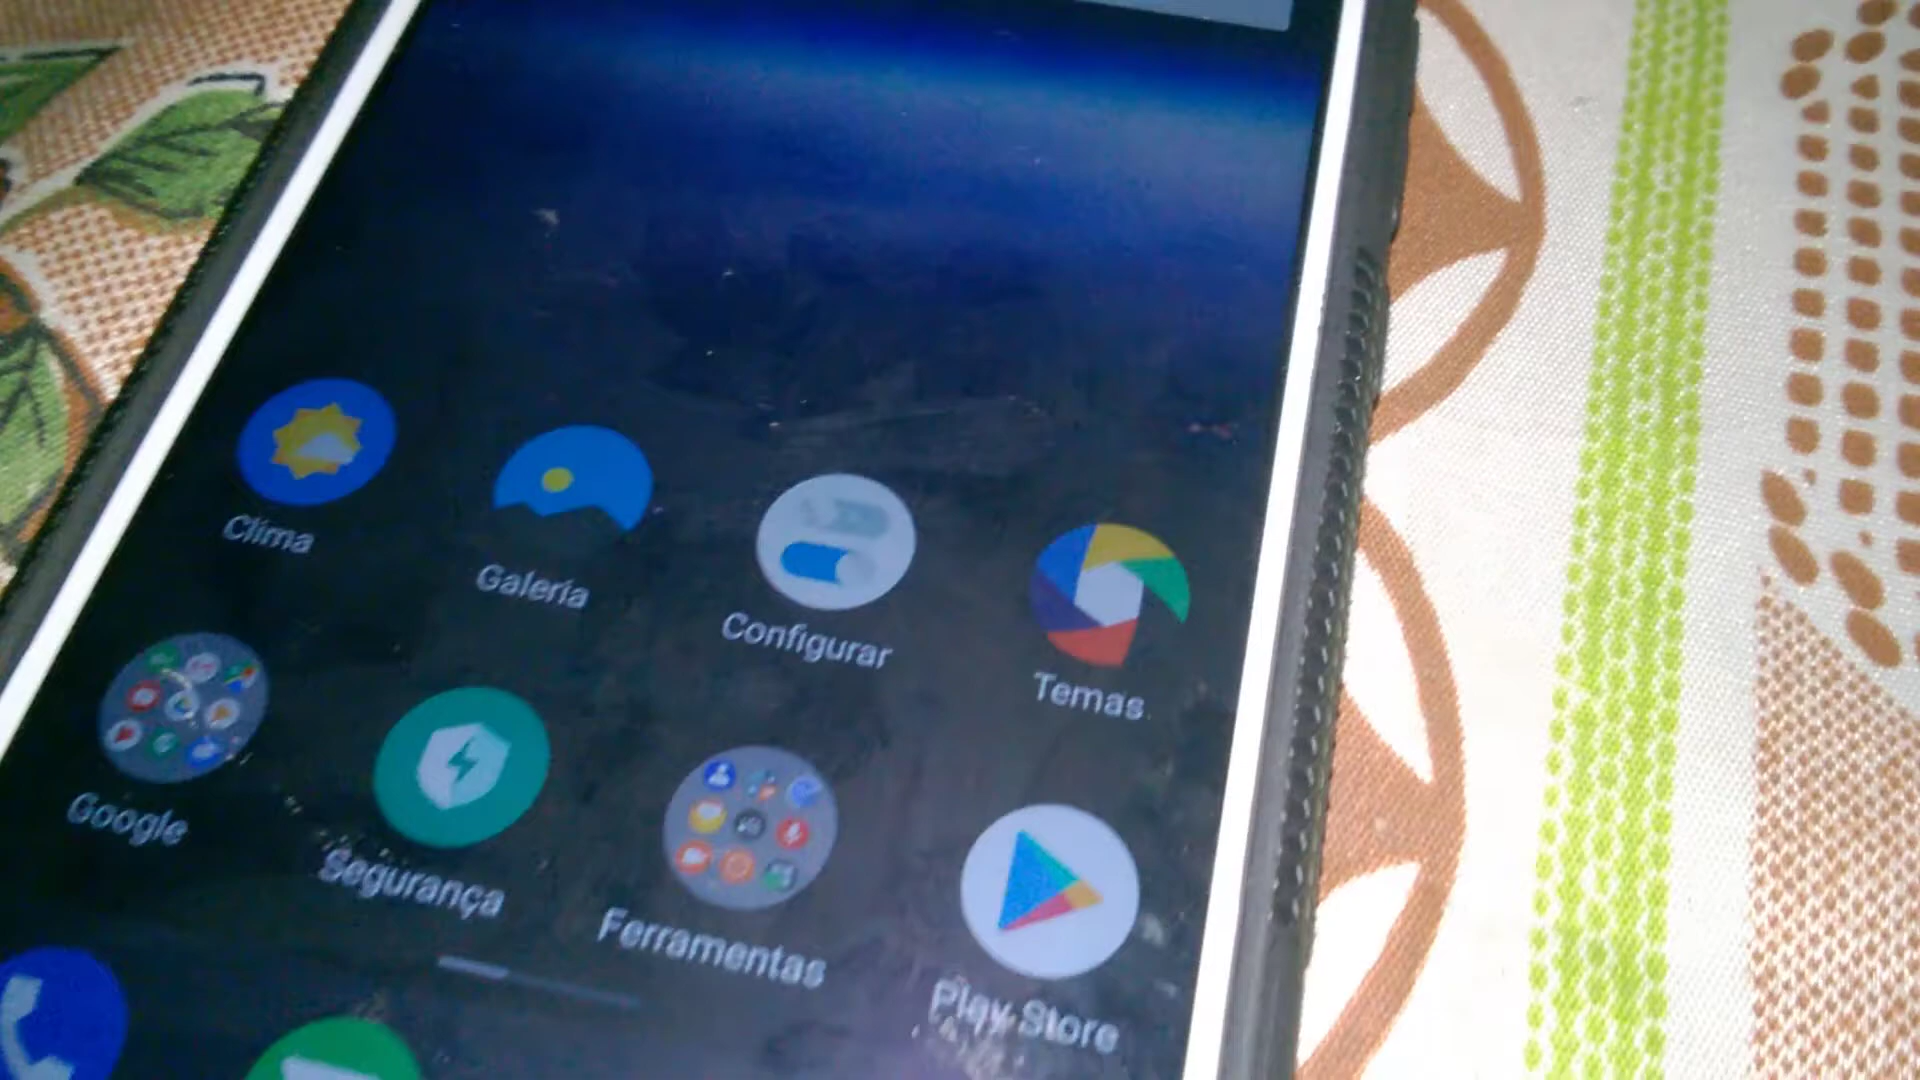 Clima
Galeria
Configurar
Temas
Google
Segurança
Ferramentas
Play Store